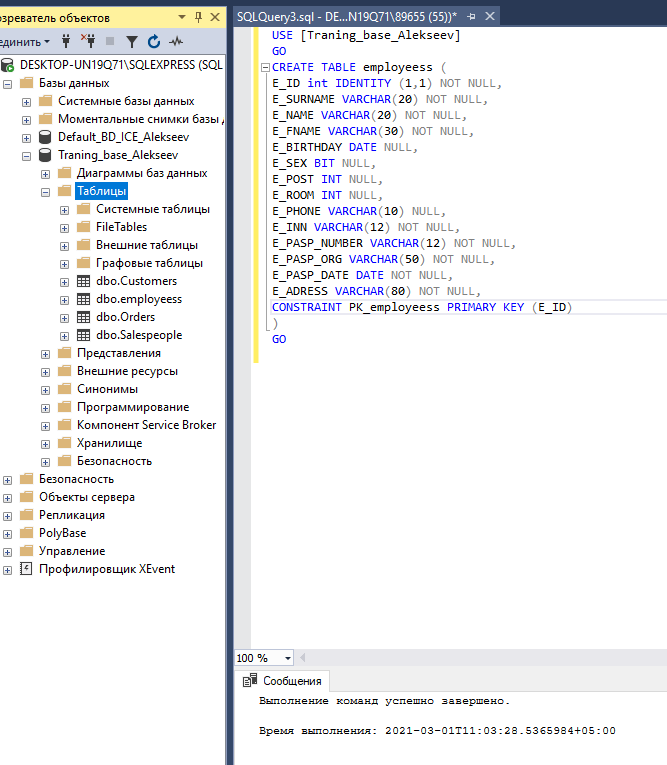 озреватель объектов
единить
DESKTOP-UN19Q71\SQLEXPRESS (SQL
Базы данных
Системные базы данных
Моментальные снимки базы д
Default_BD_ICE_Alekseev
Traning_base_Alekseev
Диаграммы баз данных
Таблицы
Системные таблицы
FileTables
Внешние таблицы
Графовые таблицы
dbo.Customers
dbo.employeess
dbo.Orders
dbo.Salespeople
Представления
Внешние ресурсы
Синонимы
Программирование
Компонент Service Broker
Хранилище
Безопасность
Безопасность
Объекты сервера
Репликация
PolyBase
Управление
Профилировщик XEvent
SQLQuery3.sql - DE...N19Q71\89655 (55))*
USE [Traning_base_Alekseev]
GO
CREATE TABLE employeess (
E_ID int IDENTITY (1,1) NOT NULL,
E_SURNAME VARCHAR(20) NOT NULL,
E_NAME VARCHAR(20) NOT NULL,
E_FNAME VARCHAR(30) NOT NULL,
E_BIRTHDAY DATE NULL,
E_SEX BIT NULL,
E_POST INT NULL,
E_ROOM INT NULL,
E_PHONE VARCHAR(10) NULL,
E_INN VARCHAR(12) NOT NULL,
E_PASP_NUMBER VARCHAR(12) NOT NULL,
E_PASP_ORG VARCHAR(50) NOT NULL,
E_PASP_DATE DATE NOT NULL,
E_ADRESS VARCHAR(80) NOT NULL,
CONSTRAINT PK_employeess PRIMARY KEY (E_ID)
)
GO
100 %
Сообщения
Выполнение команд успешно завершено.
Время выполнения: 2021-03-01T11:03:28.5365984+05:00